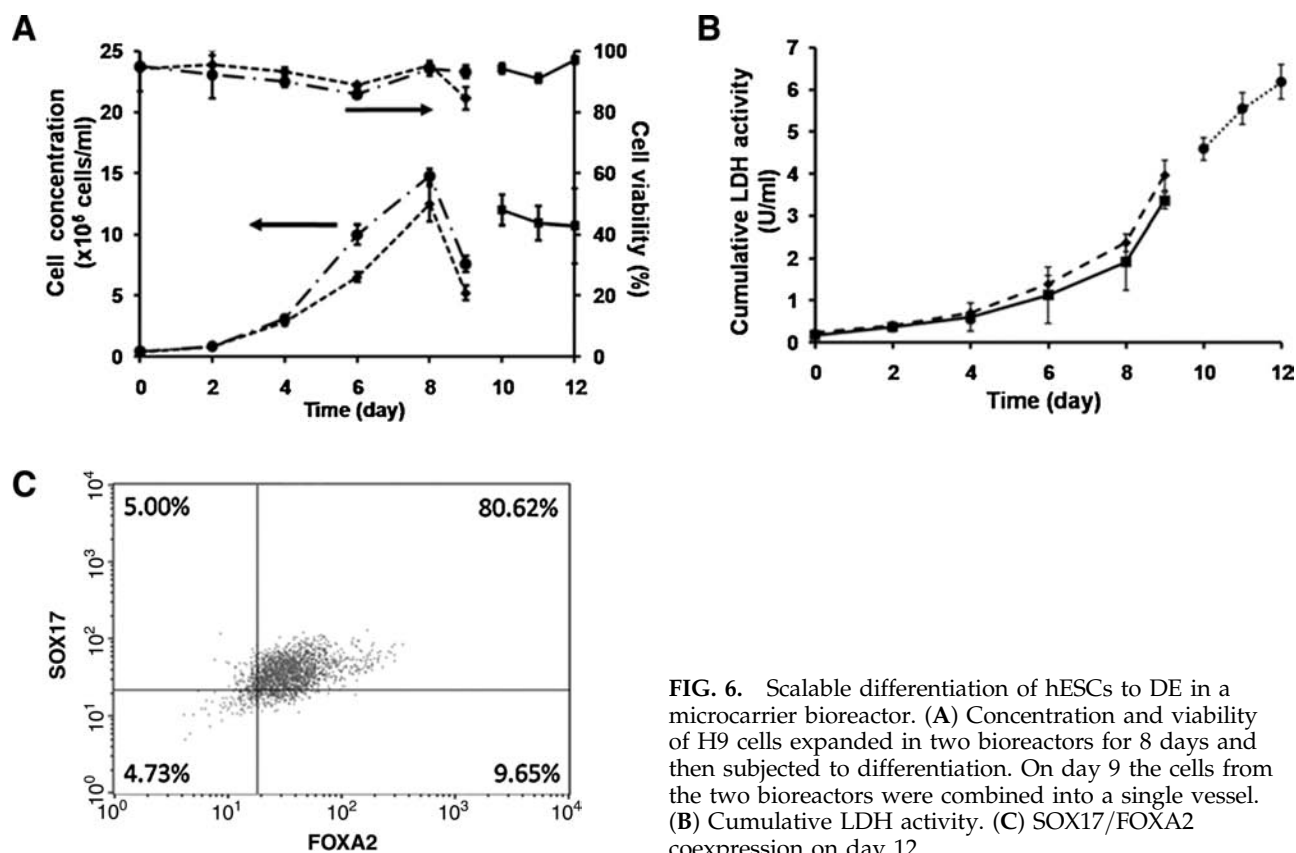 A
25
20
15
10
5
0
Cell concentration
(x10⁶ cells/ml)
100
80
60
40
20
0
Cell viability (%)
0 2 4 6 8 10 12
Time (day)
B
7
6
5
4
3
2
1
0
Cumulative LDH activity
(U/ml)
0 2 4 6 8 10 12
Time (day)
C
10⁴
10³
10²
10¹
10⁰
SOX17
5.00% 80.62%
4.73% 9.65%
10⁰ 10¹ 10² 10³ 10⁴
FOXA2
FIG. 6. Scalable differentiation of hESCs to DE in a
microcarrier bioreactor. (A) Concentration and viability
of H9 cells expanded in two bioreactors for 8 days and
then subjected to differentiation. On day 9 the cells from
the two bioreactors were combined into a single vessel.
(B) Cumulative LDH activity. (C) SOX17/FOXA2
coexpression on day 12